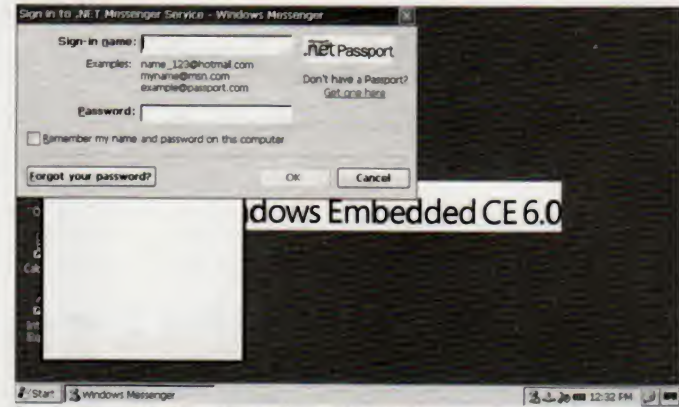 Sign in to .NET Messenger Service - Windows Messenger
Sign-in name:
Examples: name_123@hotmail.com
myname@msn.com
example@passport.com
.net Passport
Don't have a Passport?
Get one here
Password:
Remember my name and password on this computer
Forgot your password?
OK
Cancel
dows Embedded CE 6.0
Start
Windows Messenger
12:32 PM